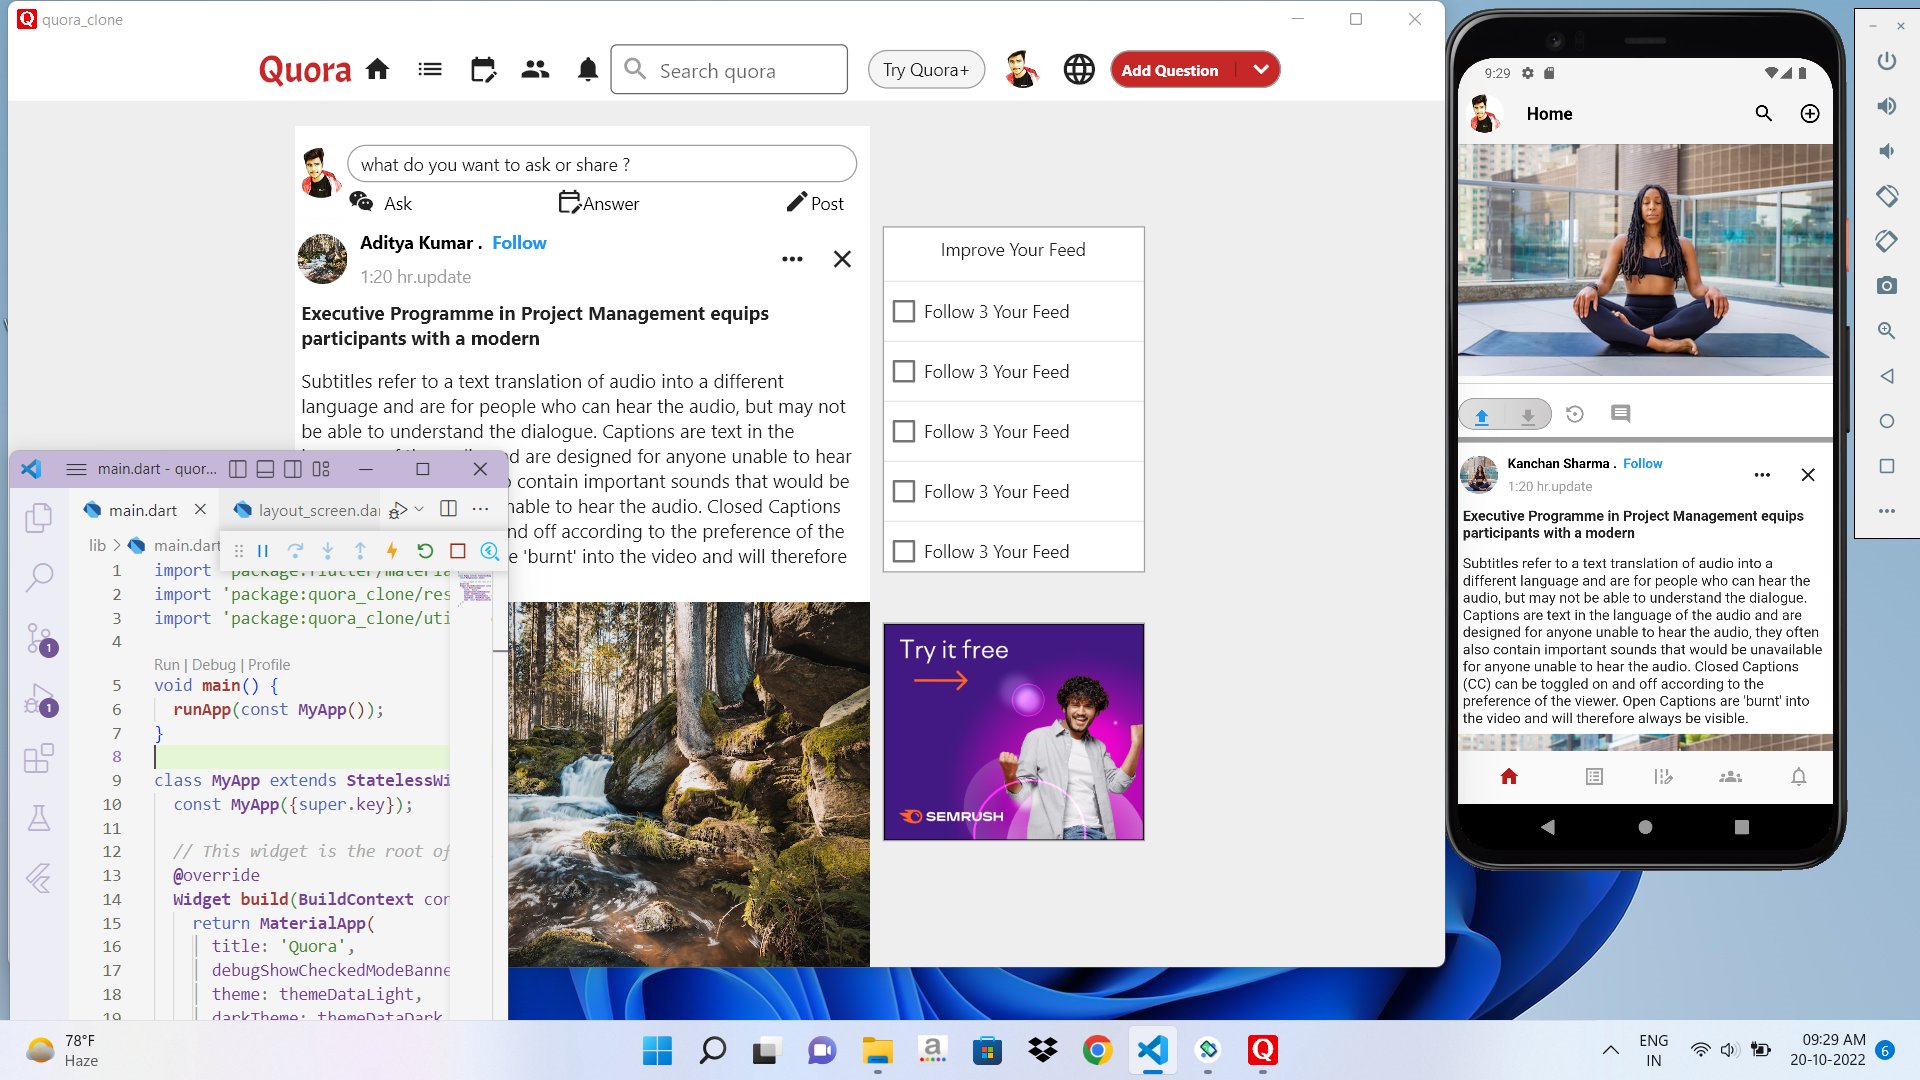 quora_clone
Quora
Search quora
Try Quora+
Add Question
what do you want to ask or share ?
Ask
Answer
Post
Aditya Kumar . Follow
1:20 hr.update
Executive Programme in Project Management equips
participants with a modern
Subtitles refer to a text translation of audio into a different
language and are for people who can hear the audio, but may not
be able to understand the dialogue. Captions are text in the
d are designed for anyone unable to hear
contain important sounds that would be
nable to hear the audio. Closed Captions
nd off according to the preference of the
e 'burnt' into the video and will therefore
Improve Your Feed
Follow 3 Your Feed
Follow 3 Your Feed
Follow 3 Your Feed
Follow 3 Your Feed
Follow 3 Your Feed
Try it free
SEMRUSH
main.dart - quor...
main.dart
layout_screen.dar
lib
main.dart
1 import 'package:flutter/materia
2 import 'package:quora_clone/res
3 import 'package:quora_clone/uti
4
Run | Debug | Profile
5 void main() {
6 runApp(const MyApp());
7 }
8
9 class MyApp extends StatelessWi
10 const MyApp({super.key});
11
12 // This widget is the root of
13 @override
14 Widget build(BuildContext con
15 return MaterialApp(
16 title: 'Quora',
17 debugShowCheckedModeBanne
18 theme: themeDataLight,
19 darkTheme: themeDataDark
1
1
9:29
Home
Kanchan Sharma . Follow
1:20 hr.update
Executive Programme in Project Management equips
participants with a modern
Subtitles refer to a text translation of audio into a
different language and are for people who can hear the
audio, but may not be able to understand the dialogue.
Captions are text in the language of the audio and are
designed for anyone unable to hear the audio, they often
also contain important sounds that would be unavailable
for anyone unable to hear the audio. Closed Captions
(CC) can be toggled on and off according to the
preference of the viewer. Open Captions are 'burnt' into
the video and will therefore always be visible.
78°F
Haze
ENG
IN
09:29 AM
20-10-2022
6